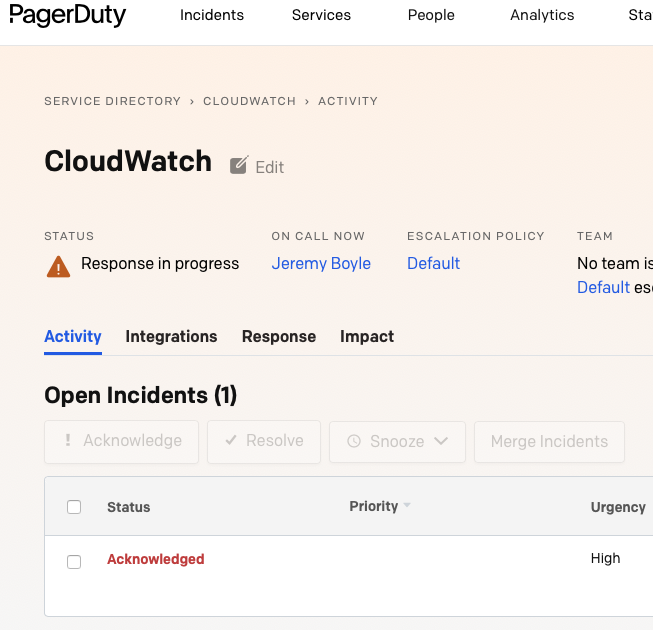 PagerDuty Incidents Services People Analytics Sta
SERVICE DIRECTORY › CLOUDWATCH › ACTIVITY
CloudWatch Edit
STATUS ON CALL NOW ESCALATION POLICY TEAM
Response in progress Jeremy Boyle Default No team is
Default es
Activity Integrations Response Impact
Open Incidents (1)
Acknowledge Resolve Snooze Merge Incidents
Status Priority Urgency
Acknowledged High